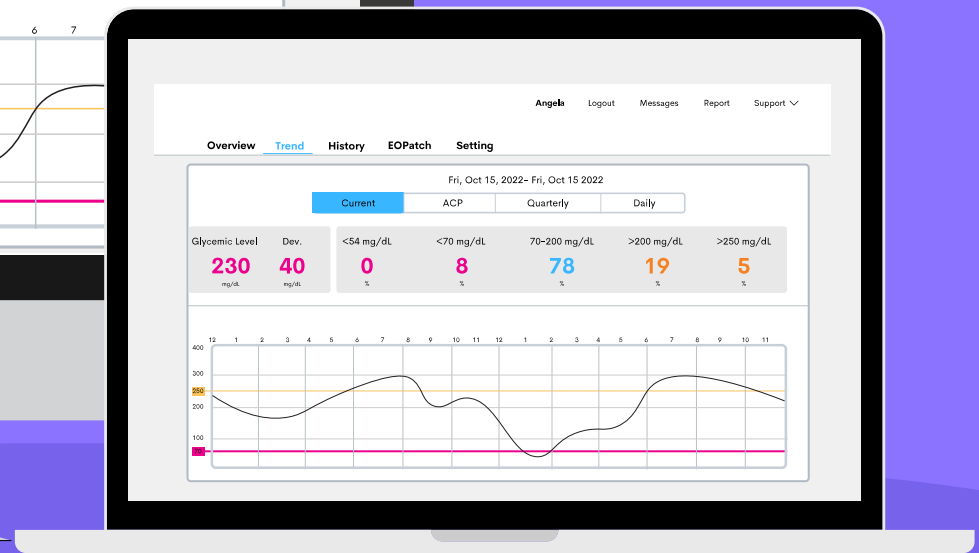 6 7
Angela Logout Messages Report Support
Overview Trend History EOPatch Setting
Fri, Oct 15, 2022- Fri, Oct 15 2022
Current ACP Quarterly Daily
Glycemic Level Dev. <54 mg/dL <70 mg/dL 70-200 mg/dL >200 mg/dL >250 mg/dL
230 40 0 8 78 19 5
mg/dL mg/dL % % % % %
12 1 2 3 4 5 6 7 8 9 10 11 12 1 2 3 4 5 6 7 8 9 10 11
400
300
250
200
100
70